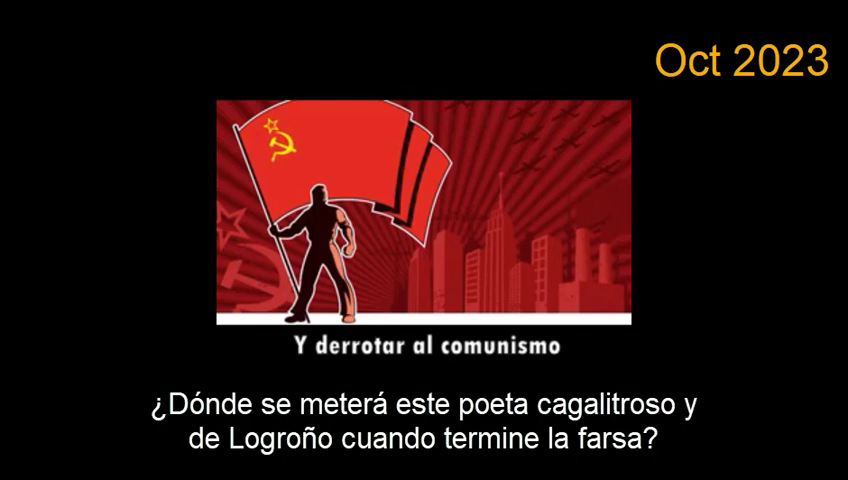 Oct 2023
Y derrotar al comunismo
¿Dónde se meterá este poeta cagalitroso y
de Logroño cuando termine la farsa?